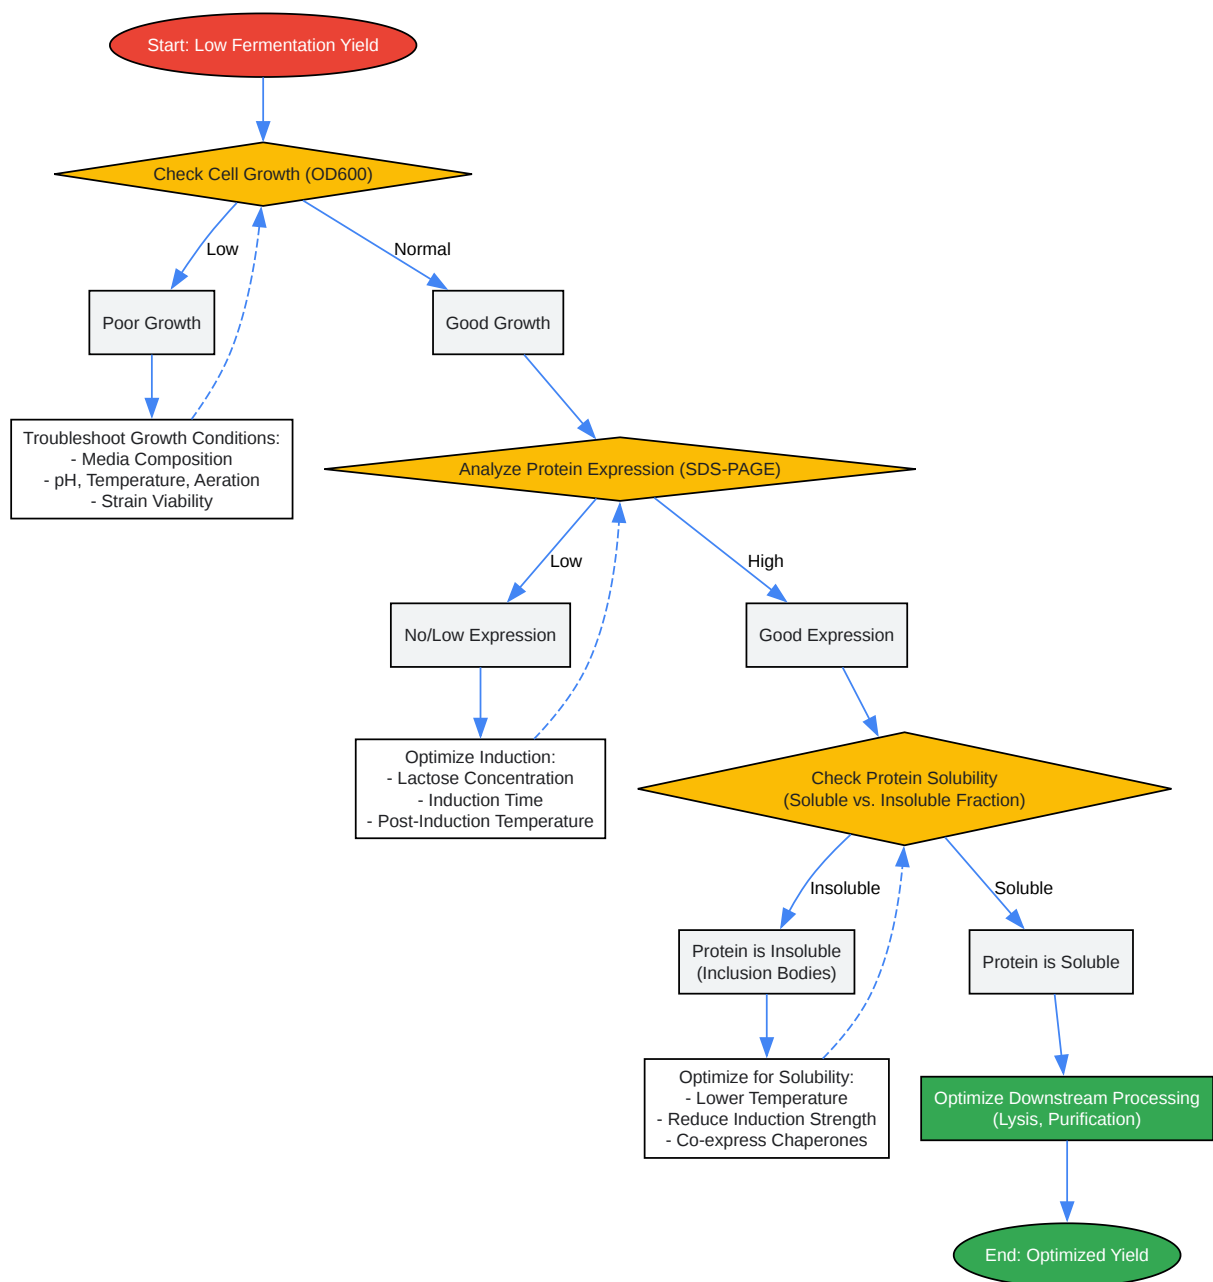 Start: Low Fermentation Yield
Check Cell Growth (OD600)
Low
Normal
Poor Growth
Good Growth
Troubleshoot Growth Conditions:
- Media Composition
- pH, Temperature, Aeration
- Strain Viability
Analyze Protein Expression (SDS-PAGE)
Low
High
No/Low Expression
Good Expression
Optimize Induction:
- Lactose Concentration
- Induction Time
- Post-Induction Temperature
Check Protein Solubility
(Soluble vs. Insoluble Fraction)
Insoluble
Soluble
Protein is Insoluble
(Inclusion Bodies)
Protein is Soluble
Optimize for Solubility:
- Lower Temperature
- Reduce Induction Strength
- Co-express Chaperones
Optimize Downstream Processing
(Lysis, Purification)
End: Optimized Yield